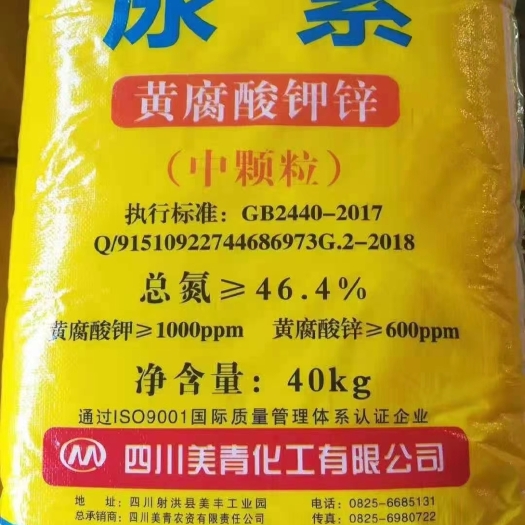 尿素
黄腐酸钾锌
（中颗粒）
执行标准：GB2440-2017
Q/91510922744686973G.2-2018
总氮≥46.4%
黄腐酸钾≥1000ppm 黄腐酸锌≥600ppm
净含量：40kg
通过ISO9001国际质量管理体系认证企业
四川美青化工有限公司
地 址：四川射洪县美丰工业园 电话：0825-6685131
总承销商：四川美青农资有限责任公司 传真：0825-6980722